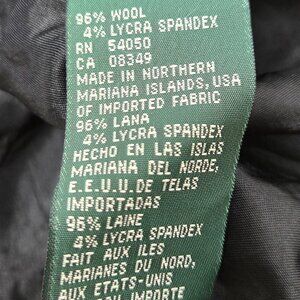 96% WOOL
4% LYCRA SPANDEX
RN 54050
CA 08349
MADE IN NORTHERN
MARIANA ISLANDS, USA
OF IMPORTED FABRIC
96% LANA
4% LYCRA SPANDEX
HECHO EN LAS ISLAS
MARIANA DEL NORDE,
E.E.U.U.DE TELAS
IMPORTADAS
96% LAINE
4% LYCRA SPANDEX
FAIT AUX ILES
MARIANES DU NORD,
AUX ETATS-UNIS
TISSU IMPORTE